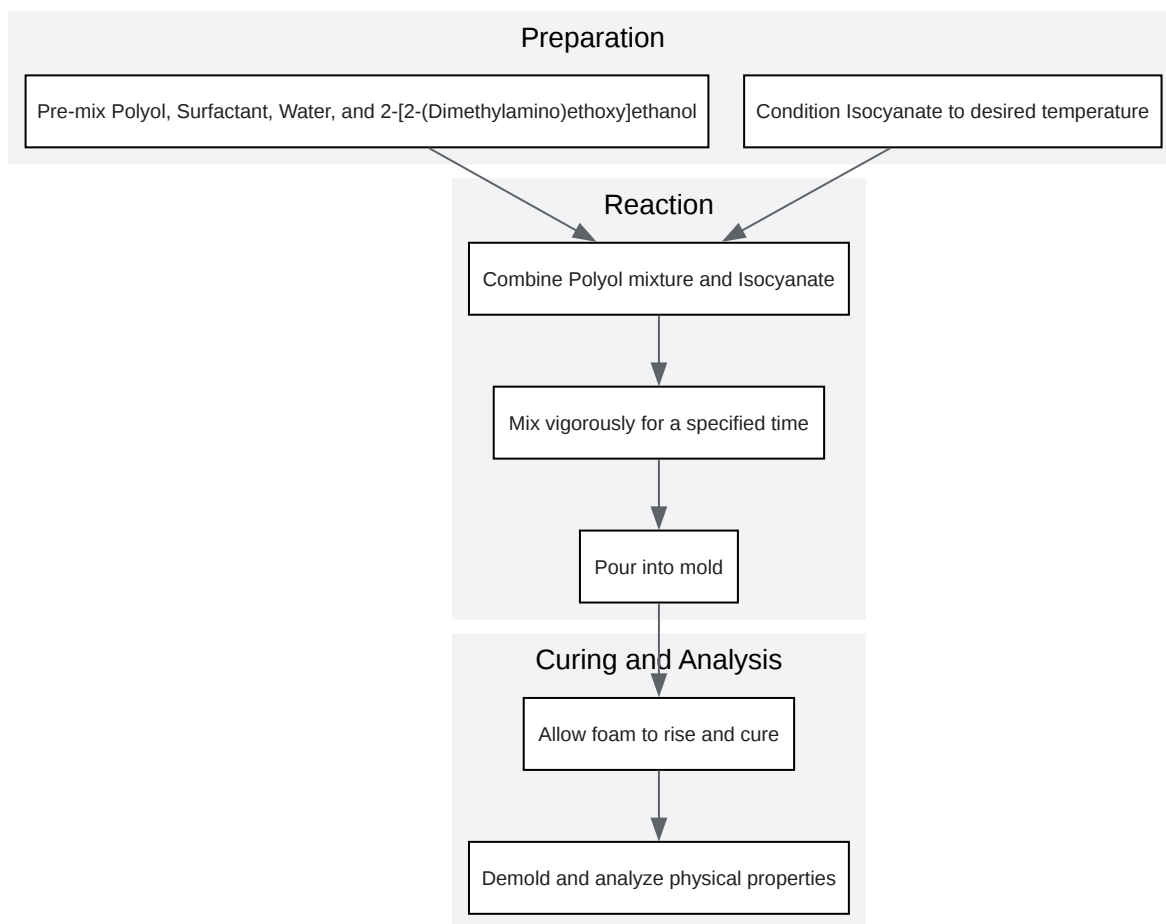 Preparation
Pre-mix Polyol, Surfactant, Water, and 2-[2-(Dimethylamino)ethoxy]ethanol
Condition Isocyanate to desired temperature
Reaction
Combine Polyol mixture and Isocyanate
Mix vigorously for a specified time
Pour into mold
Curing and Analysis
Allow foam to rise and cure
Demold and analyze physical properties